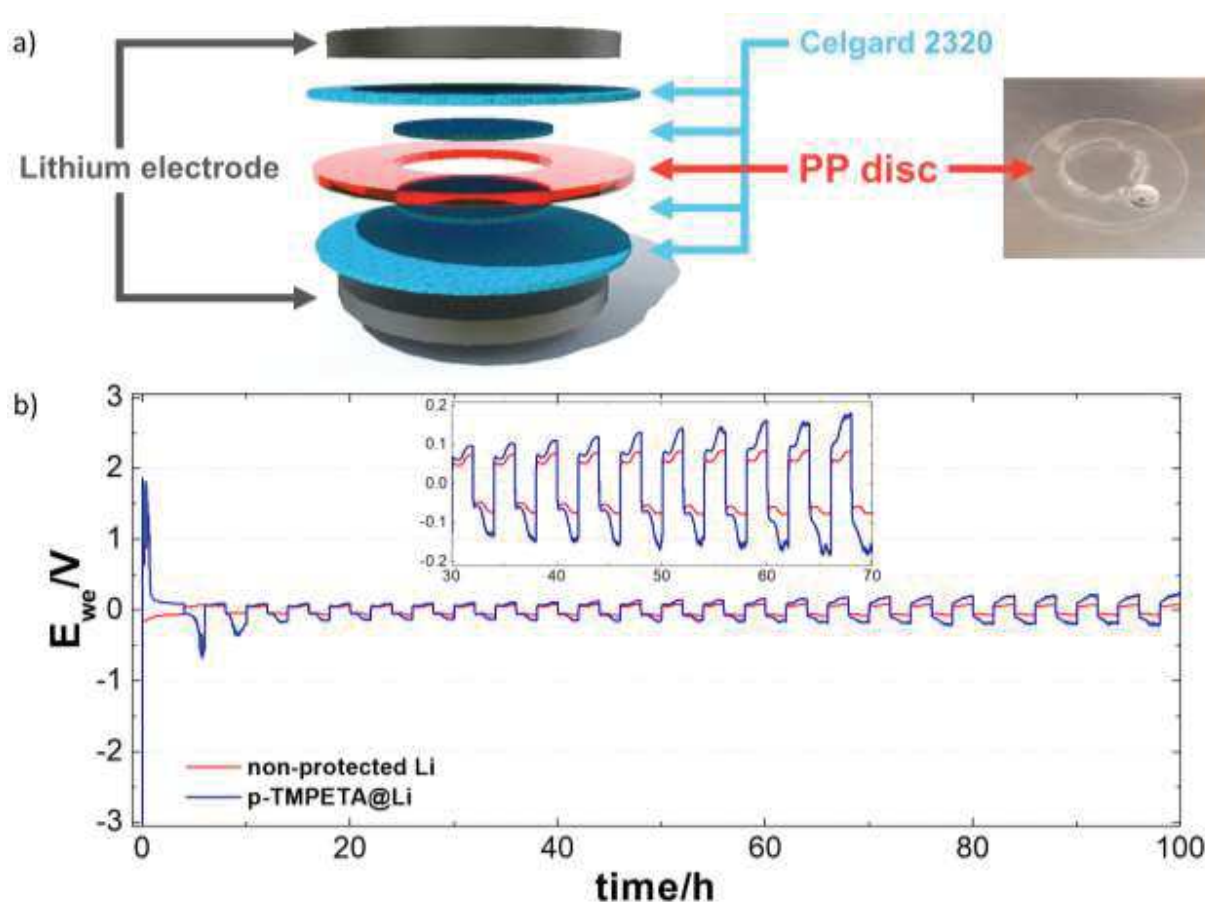 a)
Celgard 2320
Lithium electrode
PP disc
b)
3
2
1
0
-1
-2
-3
E_we/V
0.2
0.1
0.0
-0.1
-0.2
30 40 50 60 70
non-protected Li
p-TMPETA@Li
0 20 40 60 80 100
time/h